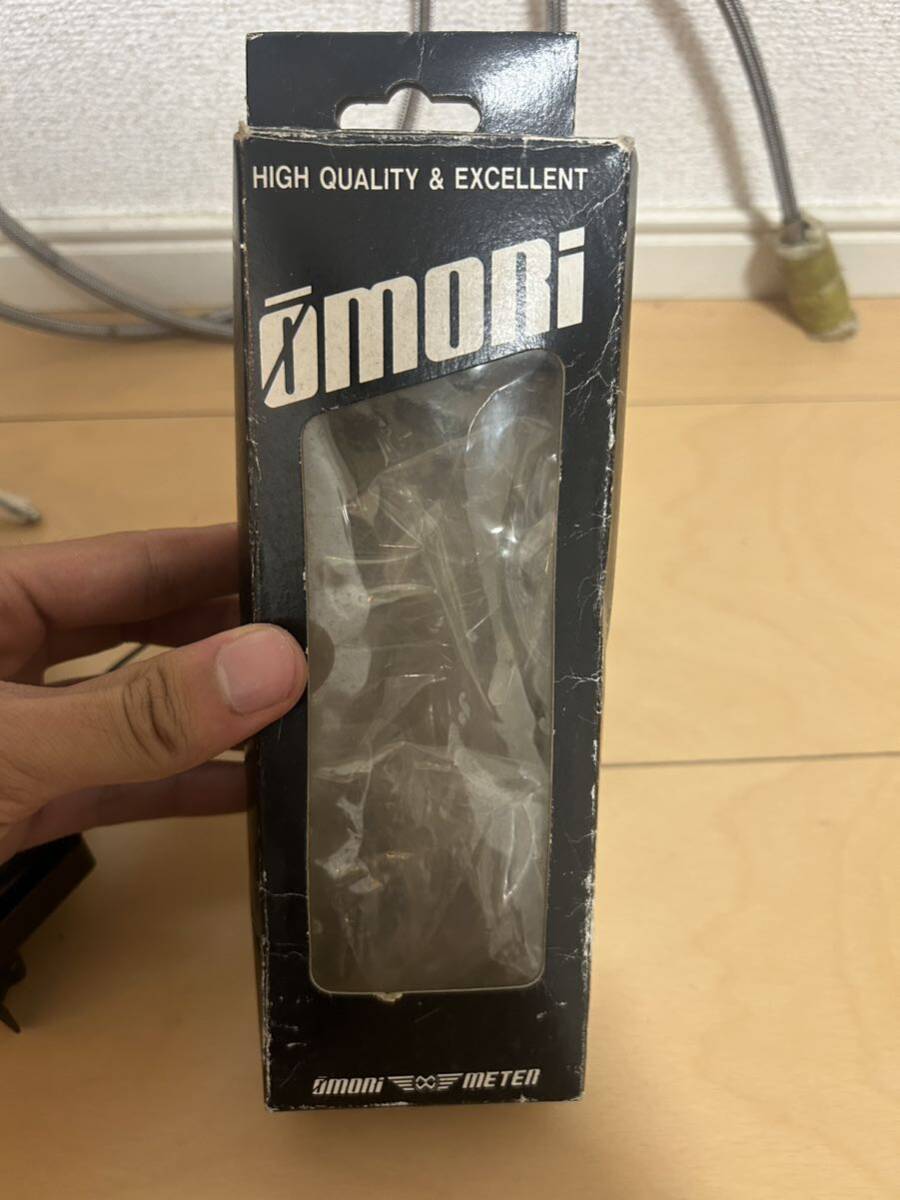 HIGH QUALITY & EXCELLENT
ōmoRi
ōmoRi METER